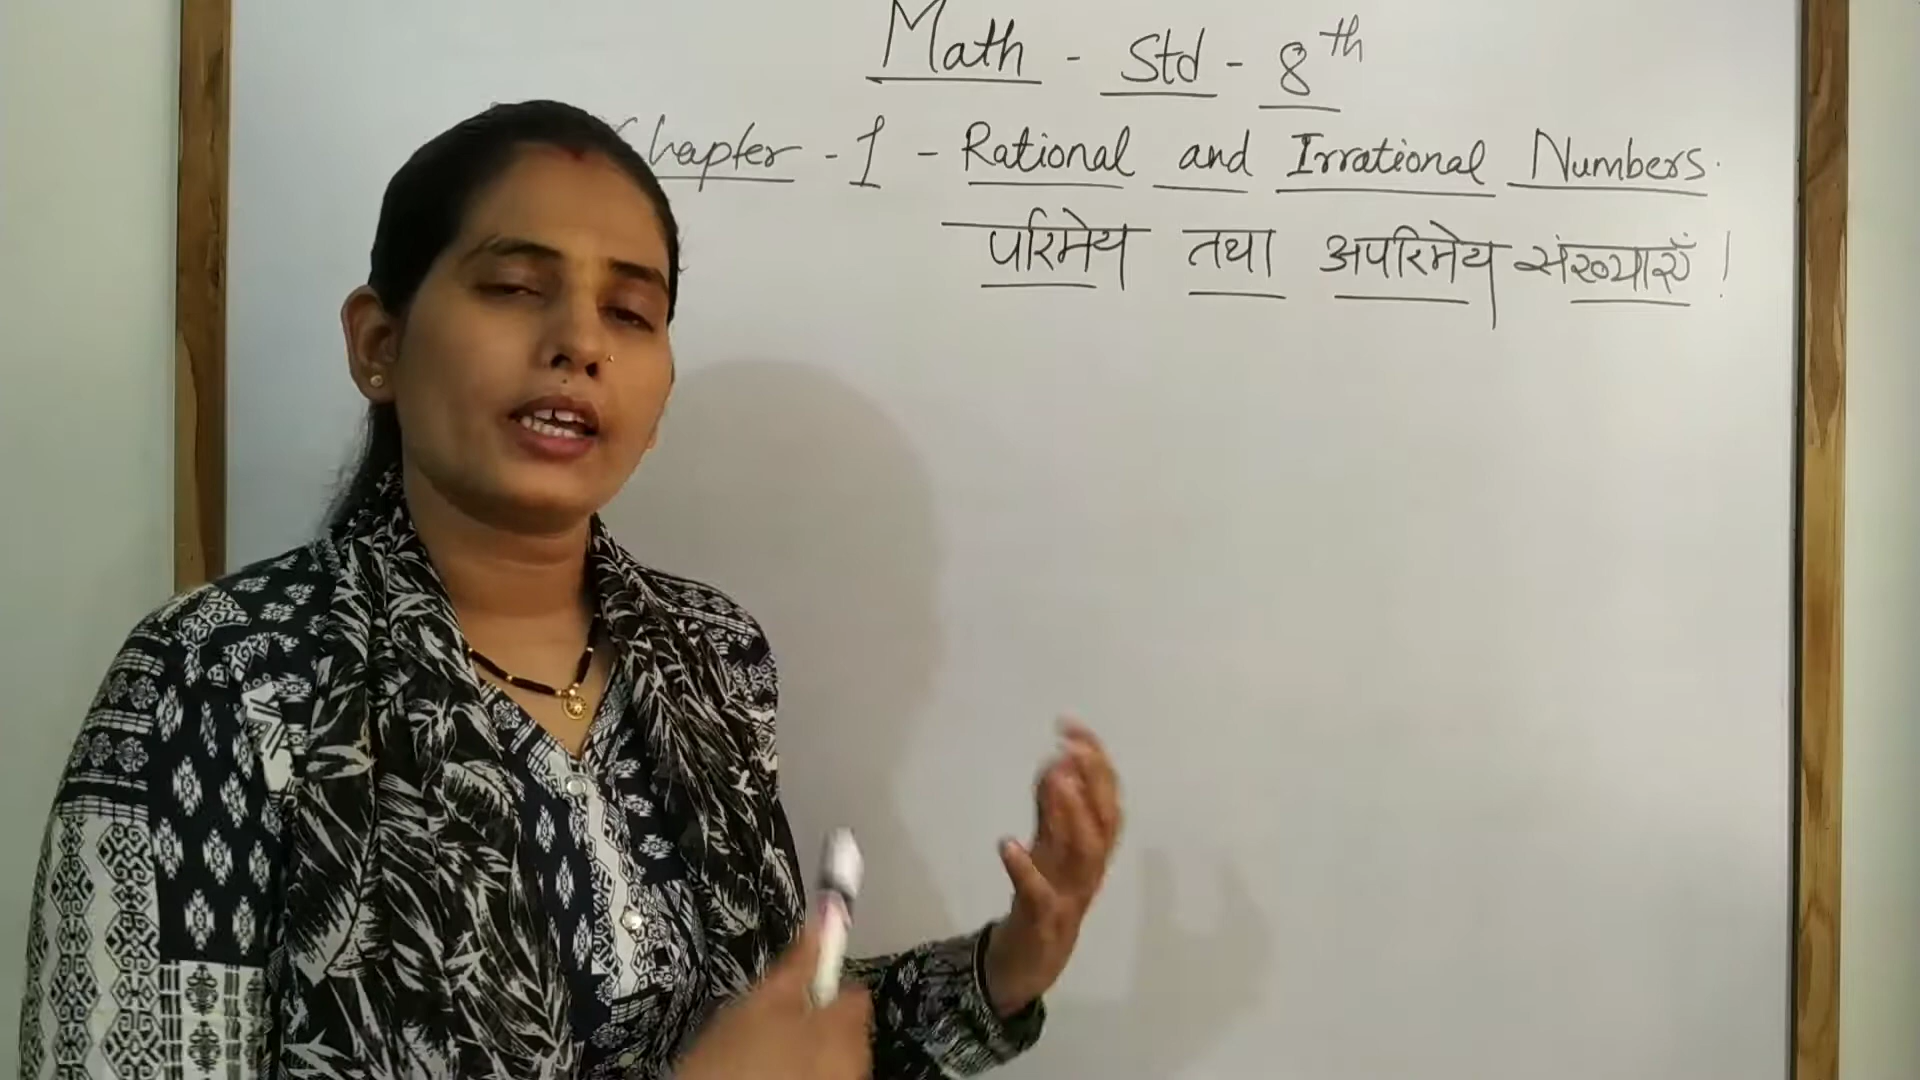 Math - Std - 8th
Chapter - 1 - Rational and Irrational Numbers.
परिमेय तथा अपरिमेय संख्याएँ !